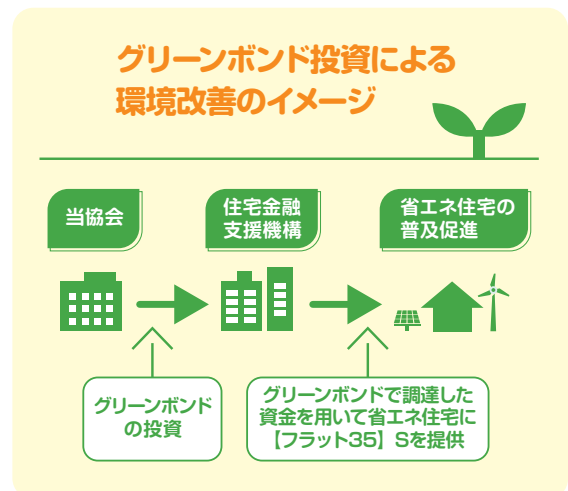 グリーンボンド投資による
環境改善のイメージ
当協会
住宅金融
支援機構
省エネ住宅の
普及促進
グリーンボンド
の投資
グリーンボンドで調達した
資金を用いて省エネ住宅に
【フラット35】Sを提供